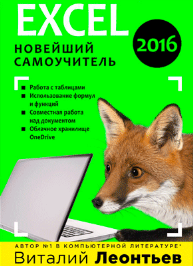 EXCEL
НОВЕЙШИЙ
САМОУЧИТЕЛЬ
2016
Работа с таблицами
Использование формул
и функций
Совместная работа
над документом
Облачное хранилище
OneDrive
АВТОР №1 В КОМПЬЮТЕРНОЙ ЛИТЕРАТУРЕ*
Виталий Леонтьев